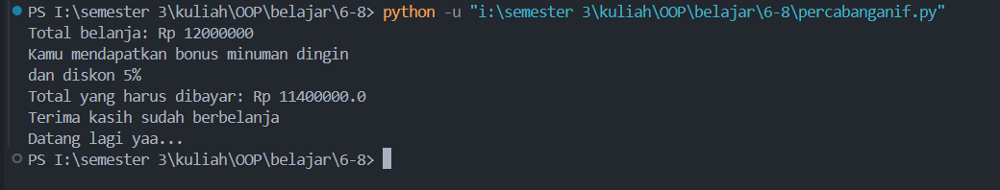 PS I:\semester 3\kuliah\OOP\belajar\6-8> python -u "i:\semester 3\kuliah\OOP\belajar\6-8\percabanganif.py"
Total belanja: Rp 12000000
Kamu mendapatkan bonus minuman dingin
dan diskon 5%
Total yang harus dibayar: Rp 11400000.0
Terima kasih sudah berbelanja
Datang lagi yaa...
PS I:\semester 3\kuliah\OOP\belajar\6-8>